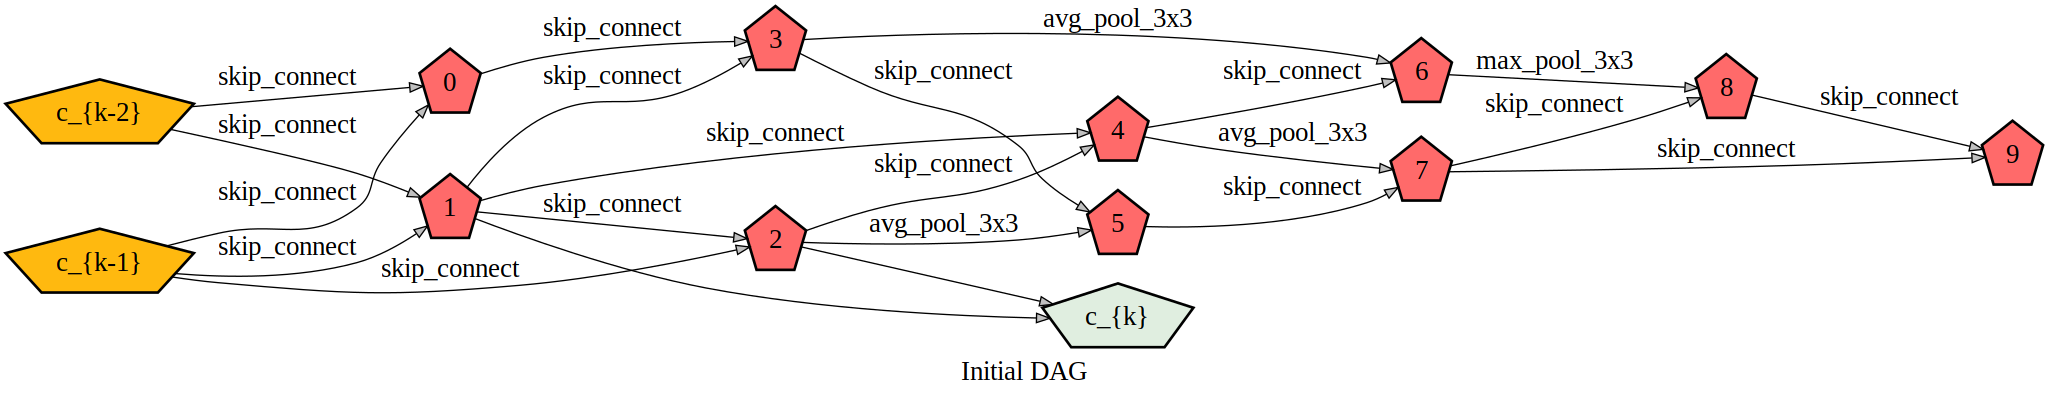 skip_connect
3
avg_pool_3x3
skip_connect
0
skip_connect
skip_connect
skip_connect
6
max_pool_3x3
c_{k-2}
8
skip_connect
skip_connect
skip_connect
skip_connect
4
avg_pool_3x3
skip_connect
9
skip_connect
7
skip_connect
skip_connect
1
skip_connect
avg_pool_3x3
5
skip_connect
2
c_{k-1}
skip_connect
c_{k}
Initial DAG